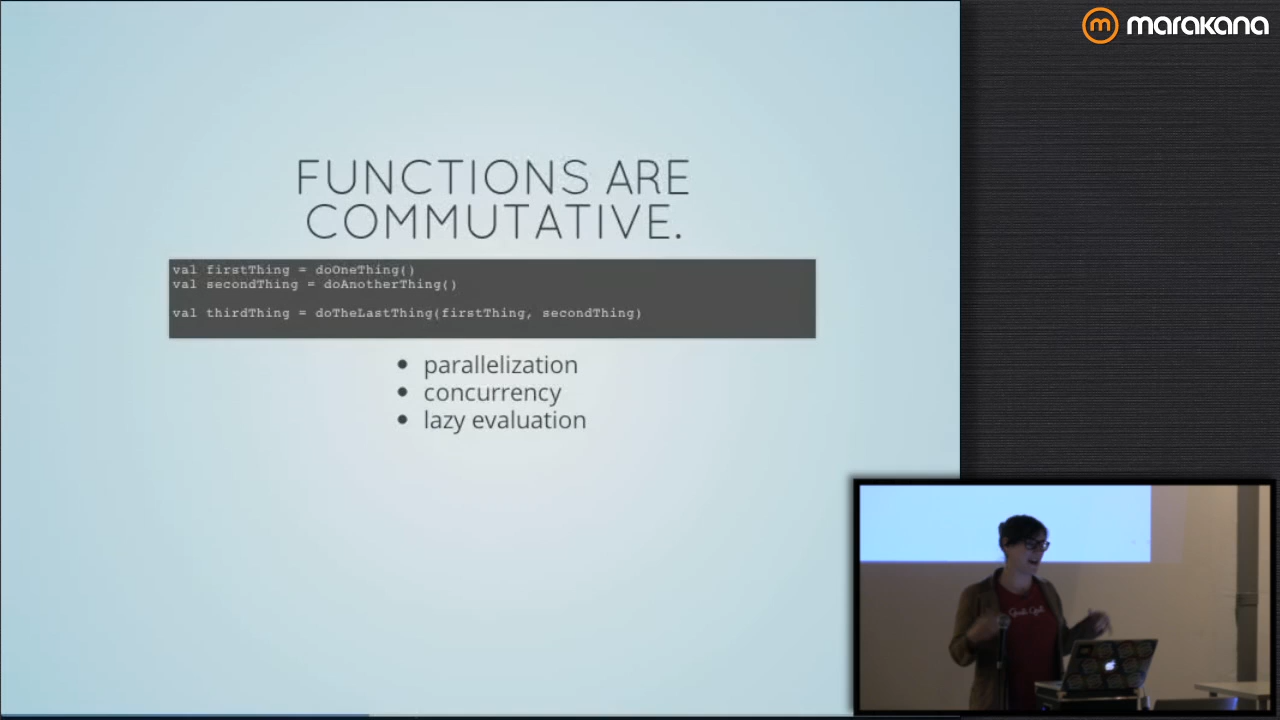 marakana
FUNCTIONS ARE
COMMUTATIVE.
val firstThing = doOneThing()
val secondThing = doAnotherThing()
val thirdThing = doTheLastThing(firstThing, secondThing)
• parallelization
• concurrency
• lazy evaluation